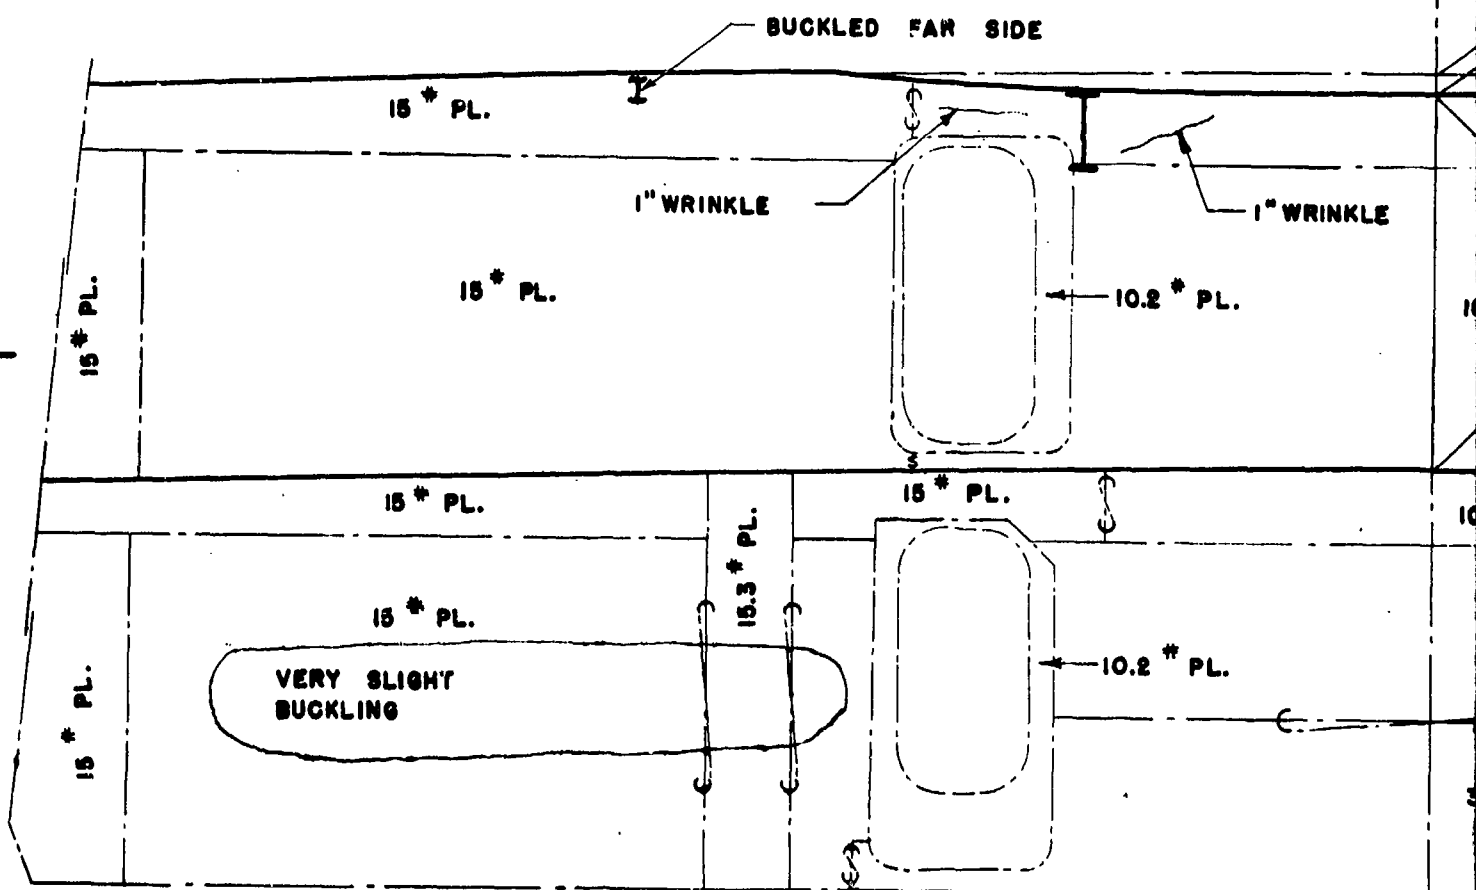 BUCKLED FAR SIDE
15 # PL.
1" WRINKLE
1" WRINKLE
15 # PL.
15 # PL.
10.2 # PL.
15 # PL.
15 # PL.
15.3 # PL.
15 # PL.
10.2 # PL.
VERY SLIGHT
BUCKLING
15 # PL.